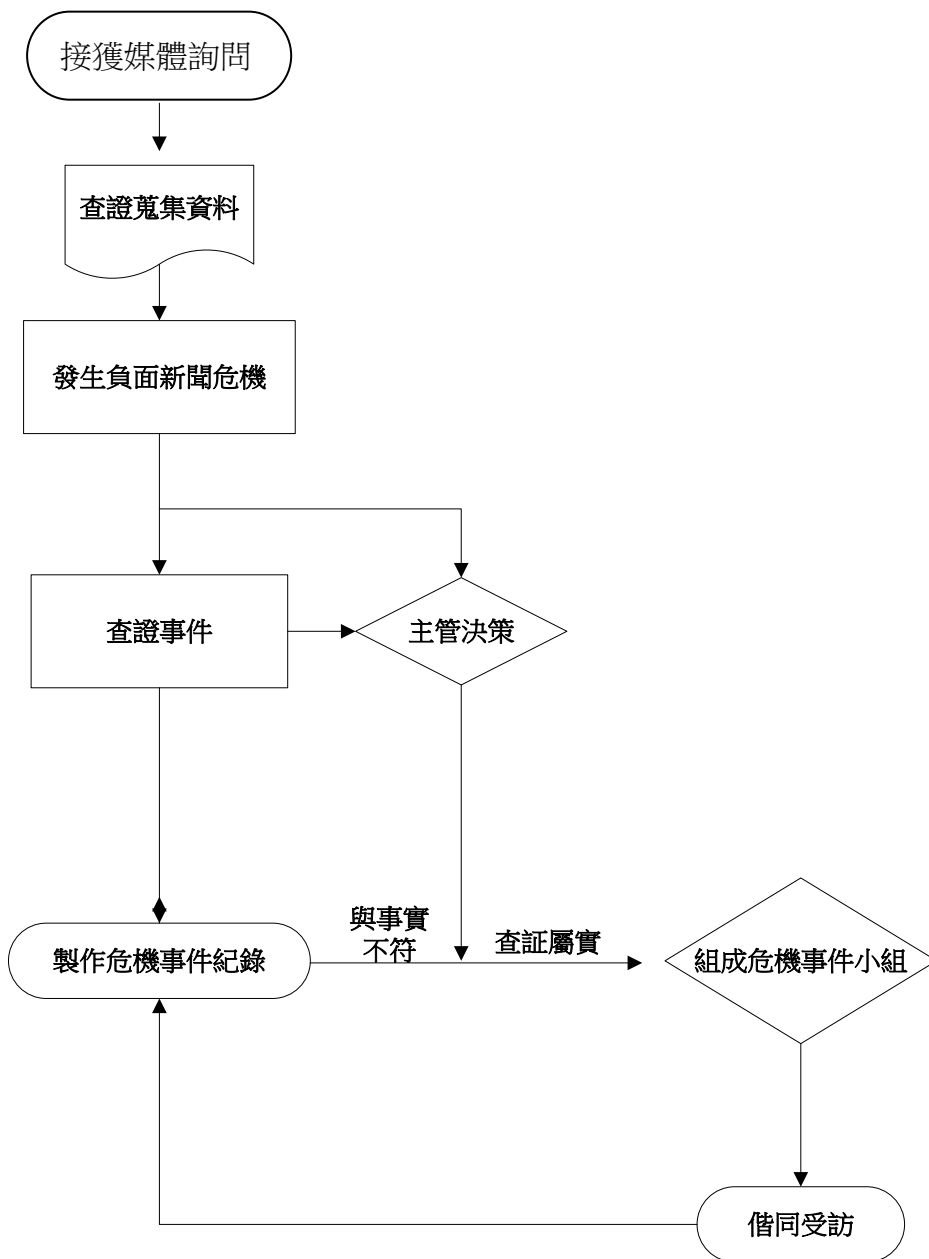 接獲媒體詢問
查證蒐集資料
發生負面新聞危機
查證事件
主管決策
與事實
不符
查証屬實
製作危機事件紀錄
組成危機事件小組
偕同受訪